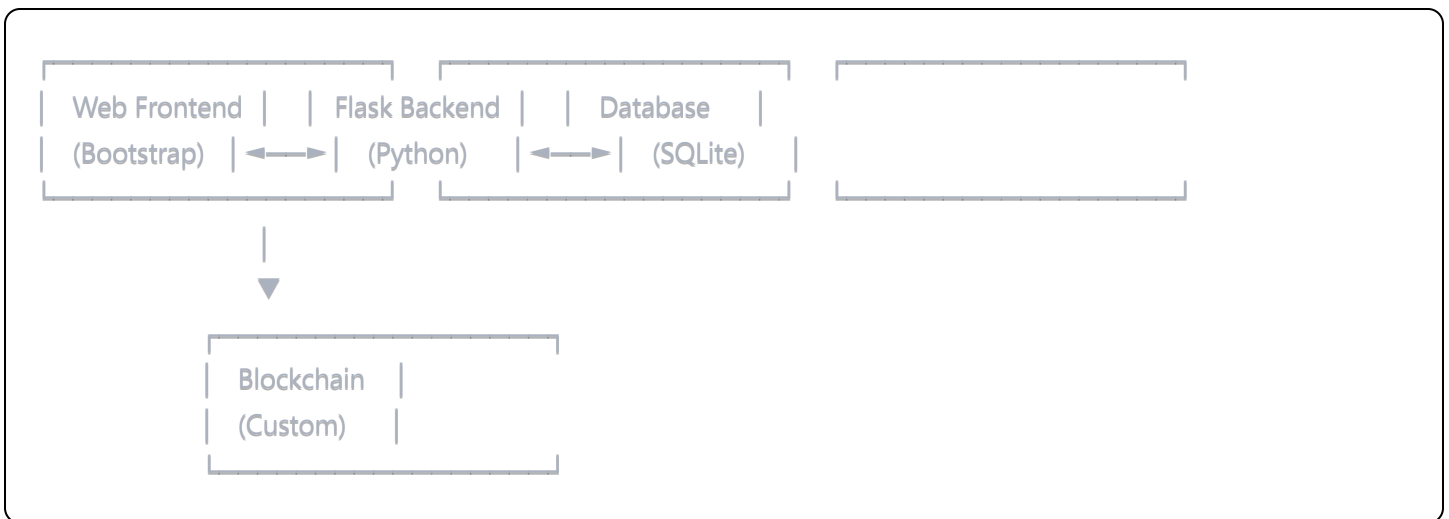 Web Frontend Flask Backend Database
(Bootstrap) (Python) (SQLite)
Blockchain
(Custom)